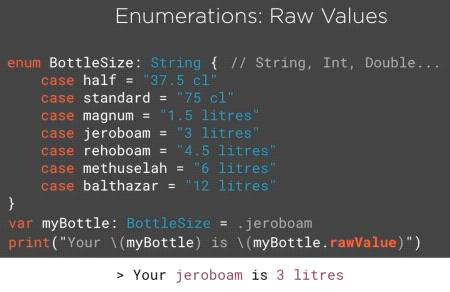 Enumerations: Raw Values
enum BottleSize: String { // String, Int, Double...
    case half = "37.5 cl"
    case standard = "75 cl"
    case magnum = "1.5 litres"
    case jeroboam = "3 litres"
    case rehoboam = "4.5 litres"
    case methuselah = "6 litres"
    case balthazar = "12 litres"
}
var myBottle: BottleSize = .jeroboam
print("Your \(myBottle) is \(myBottle.rawValue)")
> Your jeroboam is 3 litres